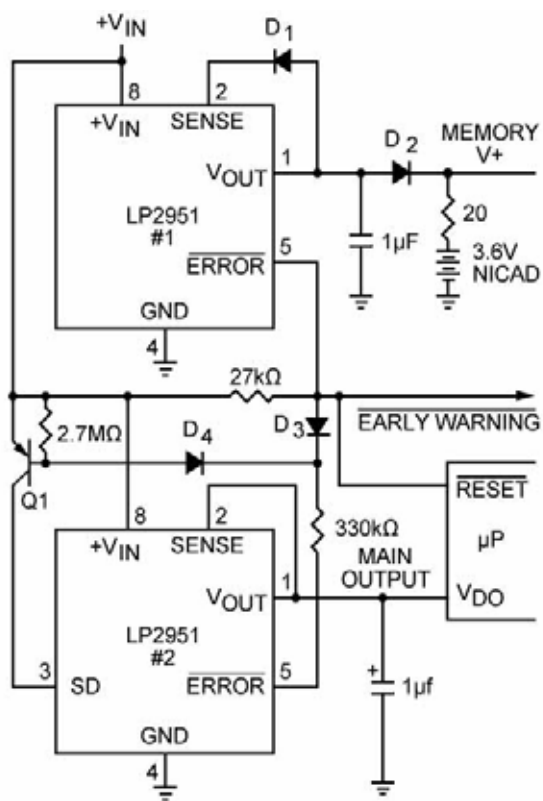 +VIN
D1
8
2
+VIN
SENSE
D2
MEMORY
V+
1
VOUT
LP2951
#1
20
1µF
5
ERROR
3.6V
NICAD
GND
4
27kΩ
EARLY WARNING
D3
2.7MΩ
D4
RESET
Q1
8
2
330kΩ
µP
+VIN
SENSE
MAIN
OUTPUT
1
VOUT
VDO
LP2951
#2
3
SD
5
ERROR
+
1µf
GND
4